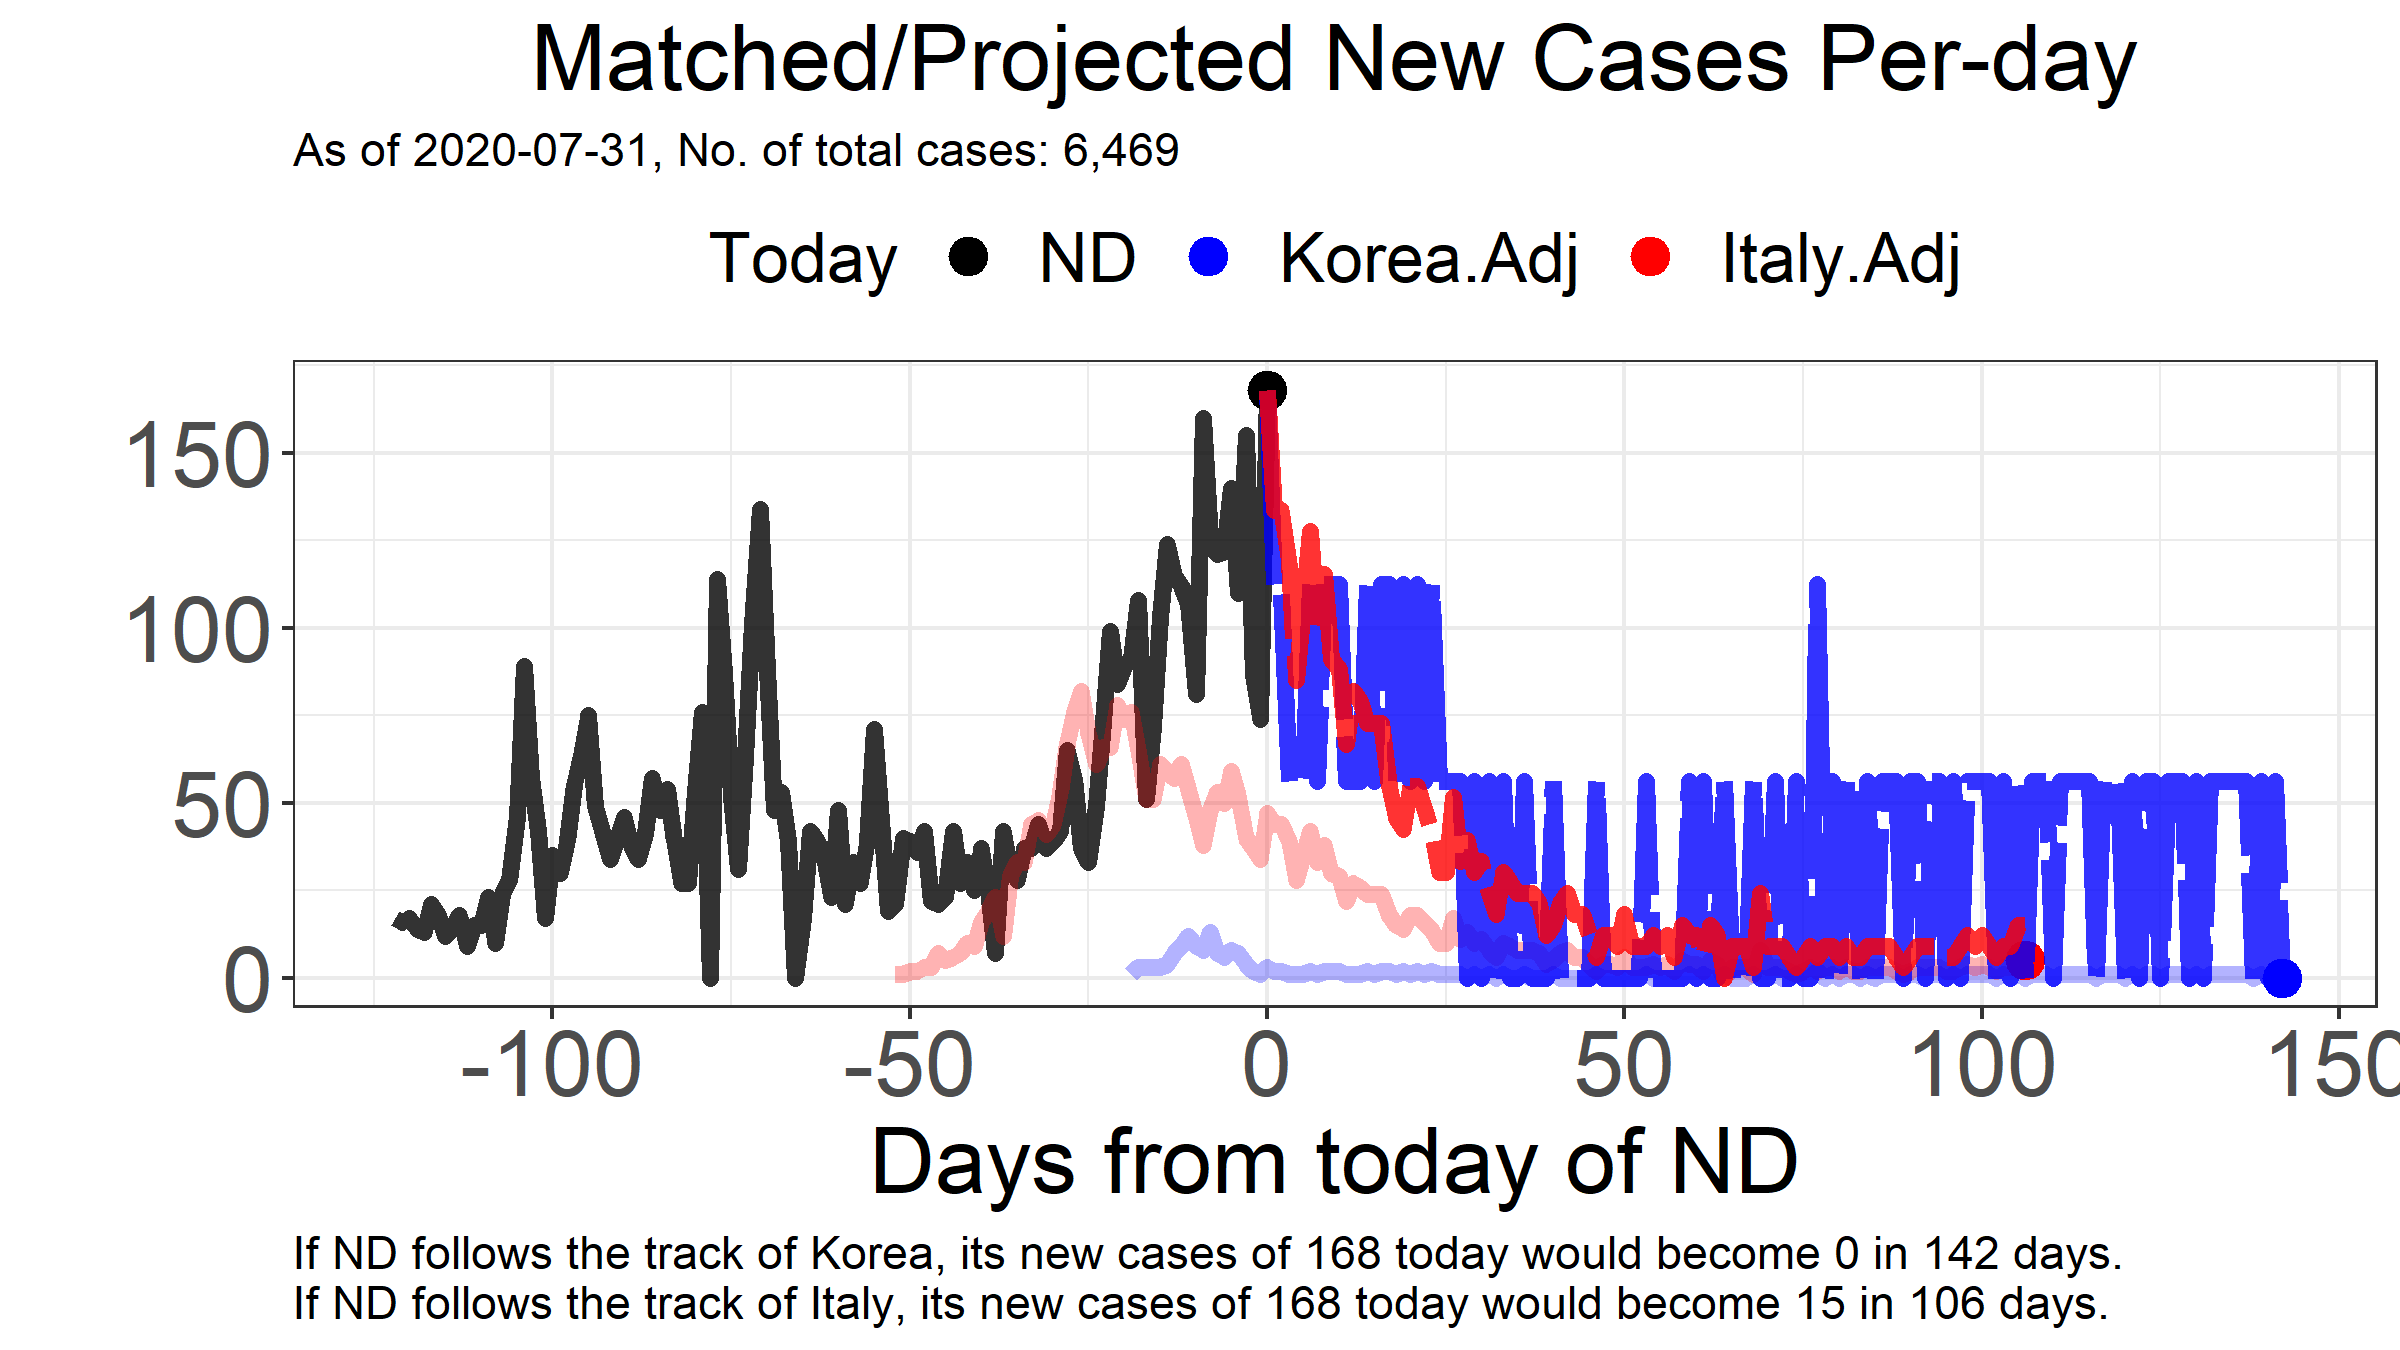 Matched/Projected New Cases Per-day
As of 2020-07-31, No. of total cases: 6,469
Today ND Korea.Adj Italy.Adj
150
100
50
0
-100 -50 0 50 100 150
Days from today of ND
If ND follows the track of Korea, its new cases of 168 today would become 0 in 142 days.
If ND follows the track of Italy, its new cases of 168 today would become 15 in 106 days.